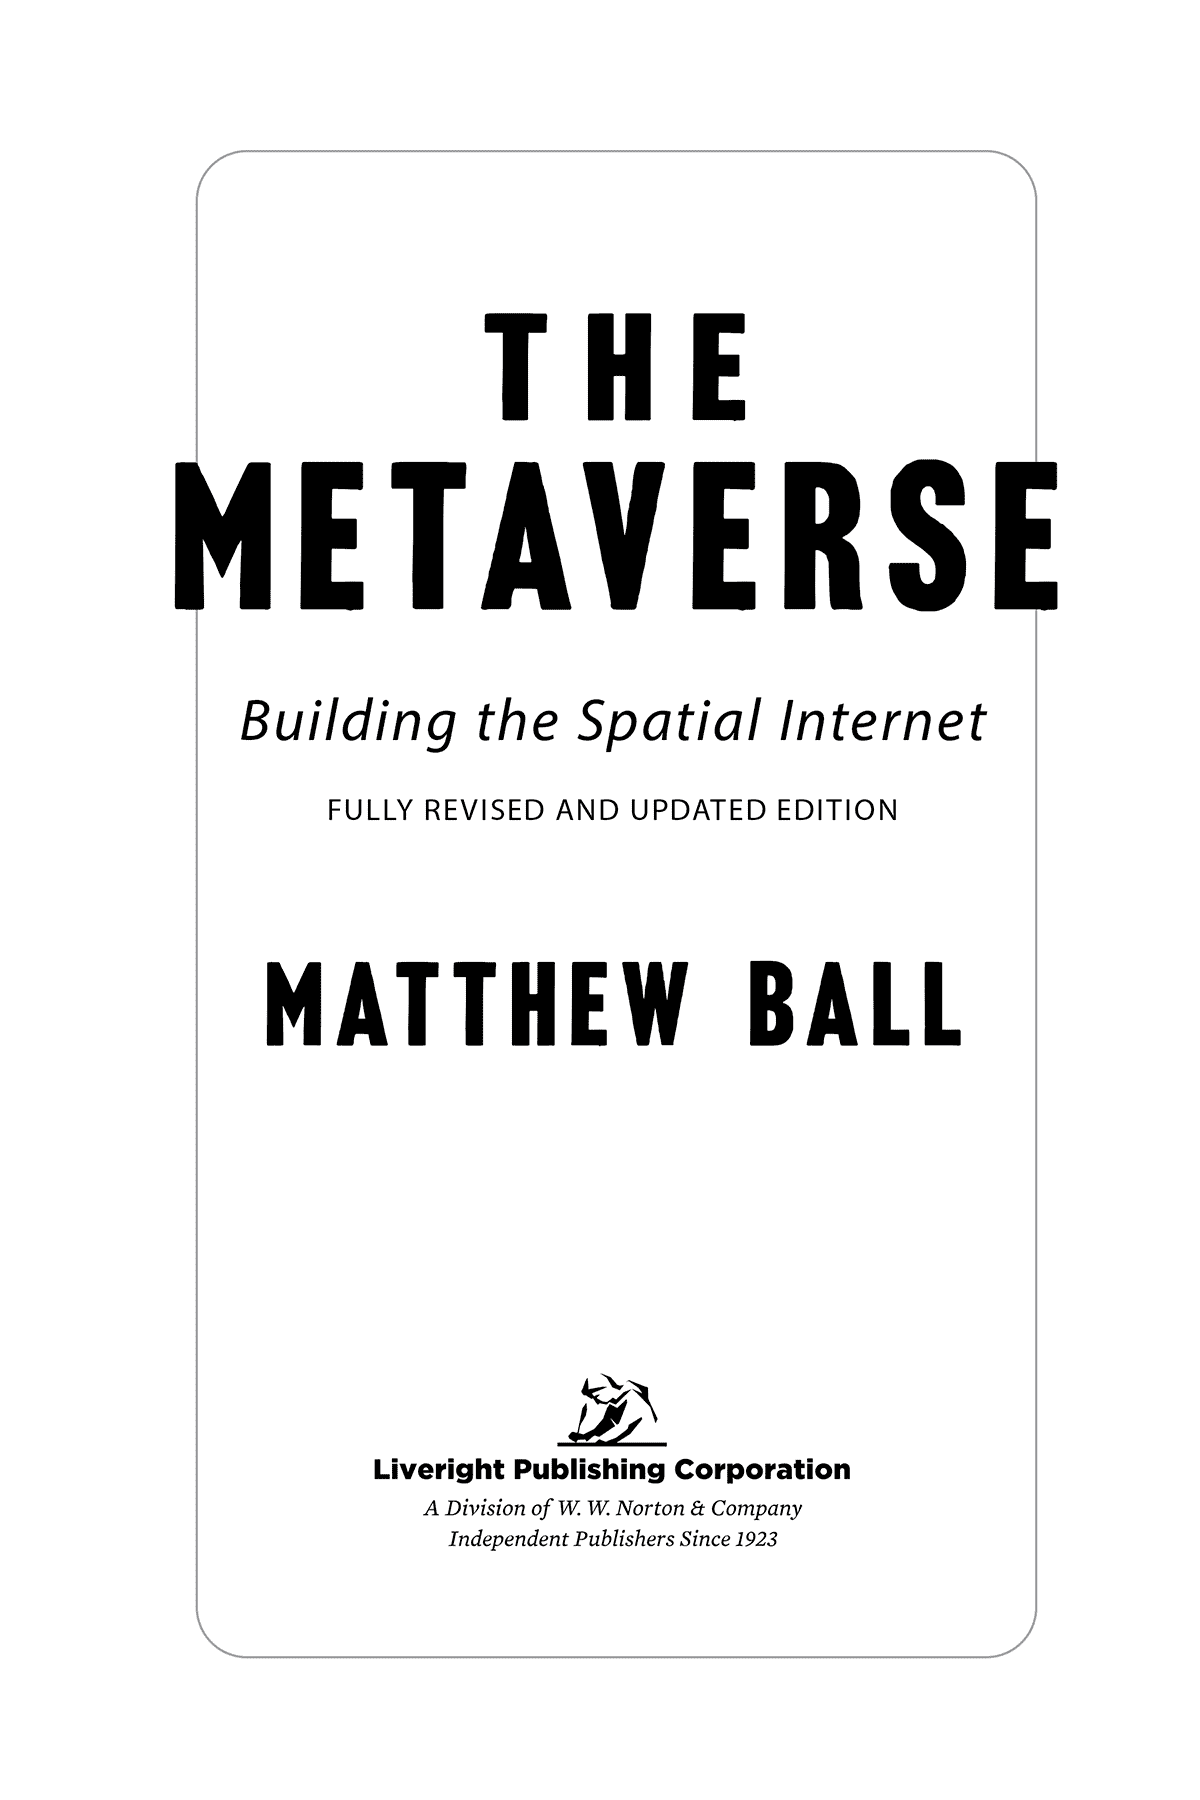 THE
METAVERSE
Building the Spatial Internet
FULLY REVISED AND UPDATED EDITION
MATTHEW BALL
Liveright Publishing Corporation
A Division of W. W. Norton & Company
Independent Publishers Since 1923